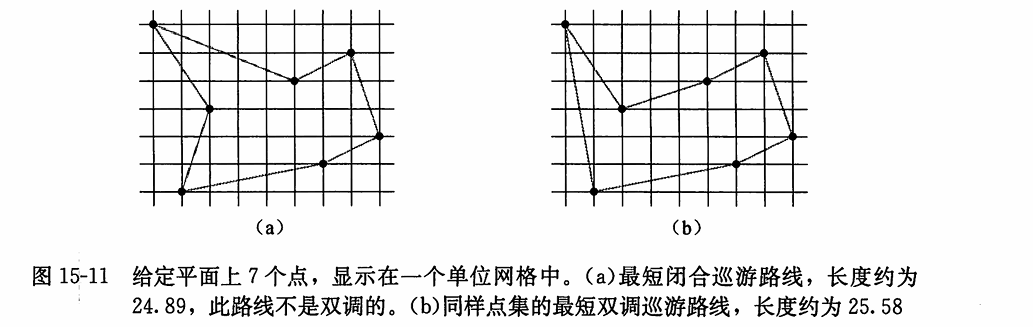 (a)
(b)
图 15-11 给定平面上 7 个点，显示在一个单位网格中。(a)最短闭合巡游路线，长度约为
24.89，此路线不是双调的。(b)同样点集的最短双调巡游路线，长度约为 25.58